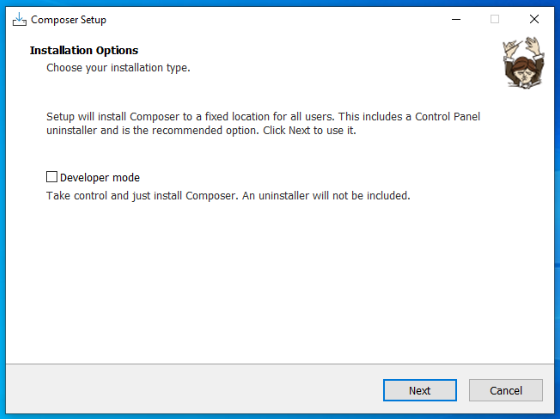 Composer Setup
Installation Options
Choose your installation type.
Setup will install Composer to a fixed location for all users. This includes a Control Panel
uninstaller and is the recommended option. Click Next to use it.
Developer mode
Take control and just install Composer. An uninstaller will not be included.
Next
Cancel